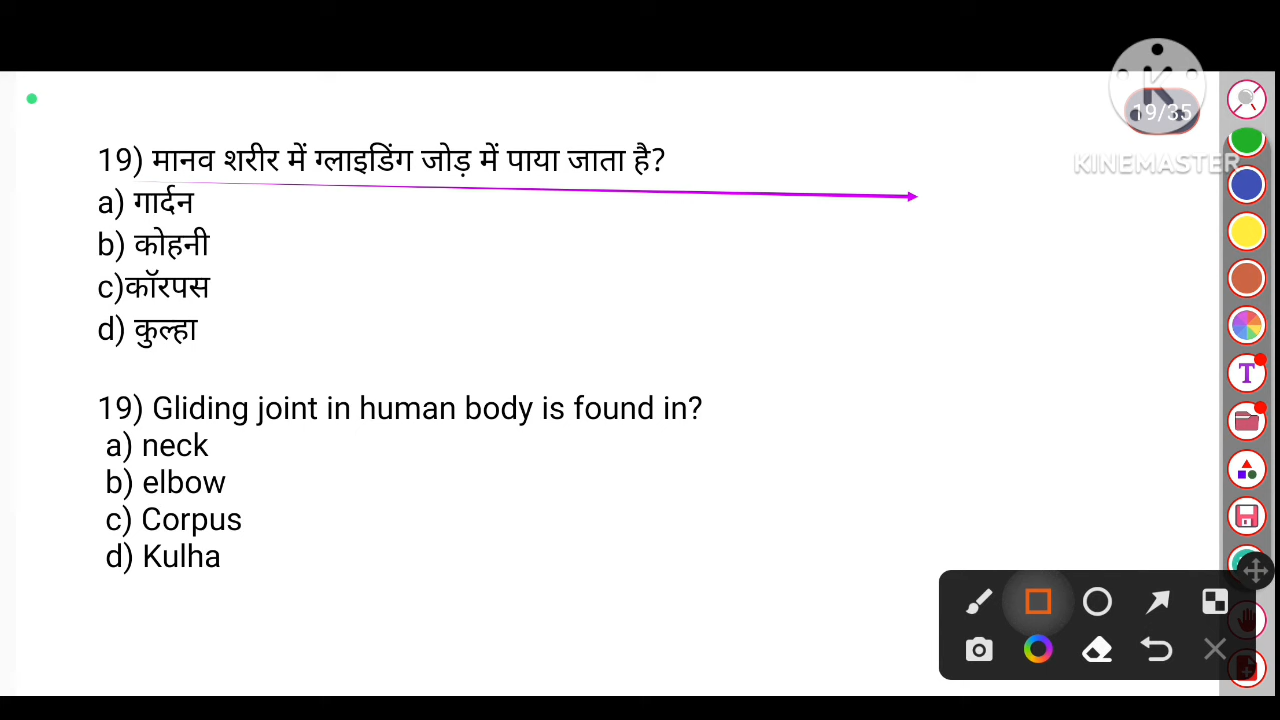 19/35
KINEMASTER
19) मानव शरीर में ग्लाइडिंग जोड़ में पाया जाता है?
a) गार्दन
b) कोहनी
c)कॉरपस
d) कुल्हा
19) Gliding joint in human body is found in?
a) neck
b) elbow
c) Corpus
d) Kulha
T